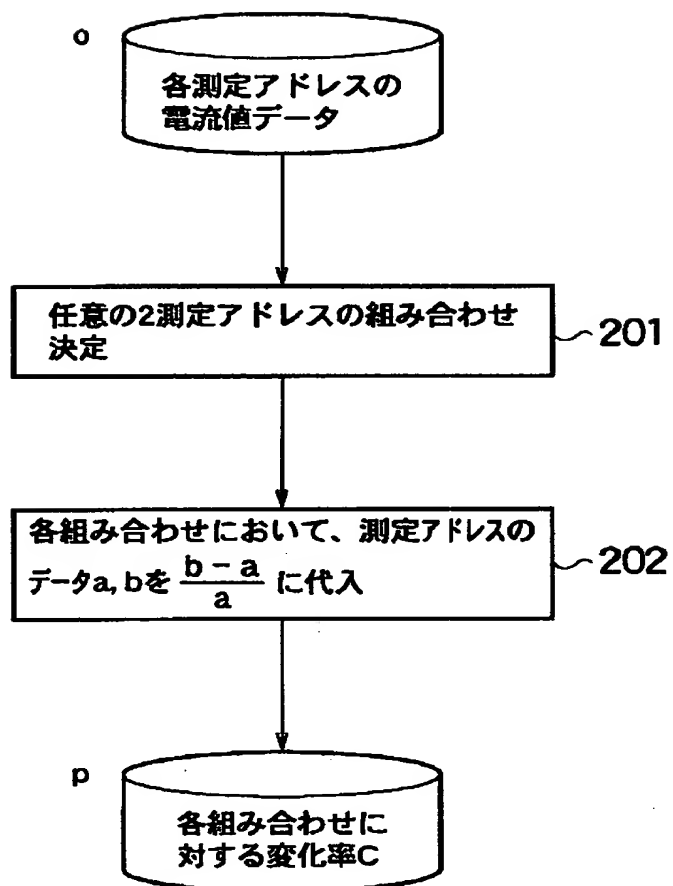 o
各測定アドレスの
電流値データ
任意の2測定アドレスの組み合わせ
決定
201
各組み合わせにおいて、測定アドレスの
データa, bを b－a/a に代入
202
p
各組み合わせに
対する変化率C